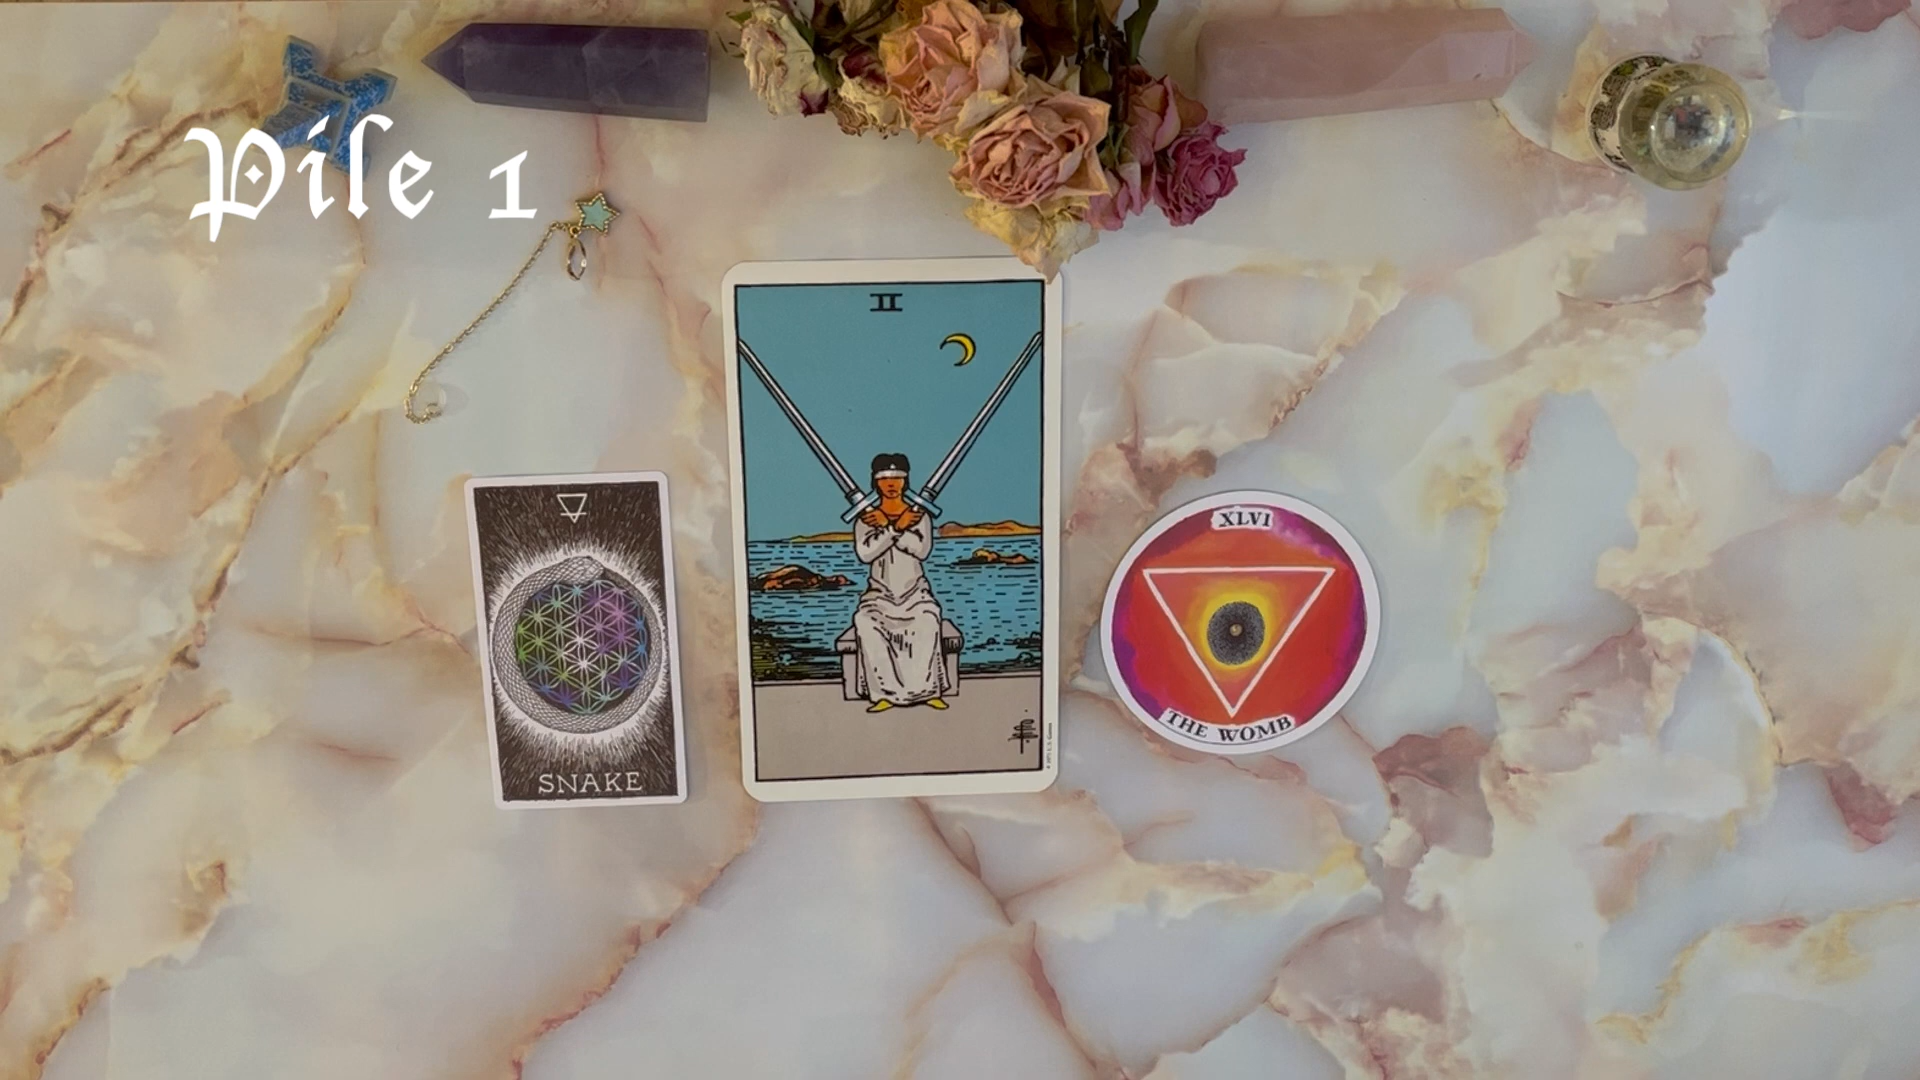 Pile 1
II
XLVI
THE WOMB
SNAKE